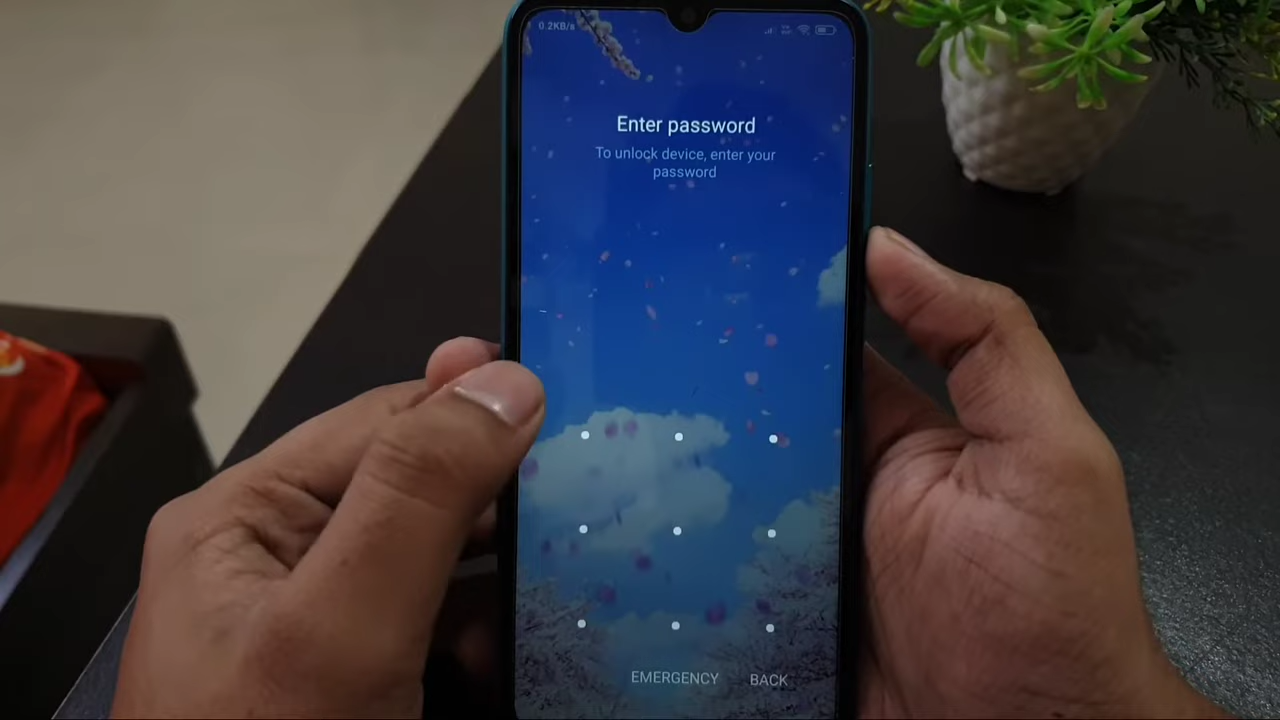 0.2KB/s
Enter password
To unlock device, enter your
password
EMERGENCY
BACK